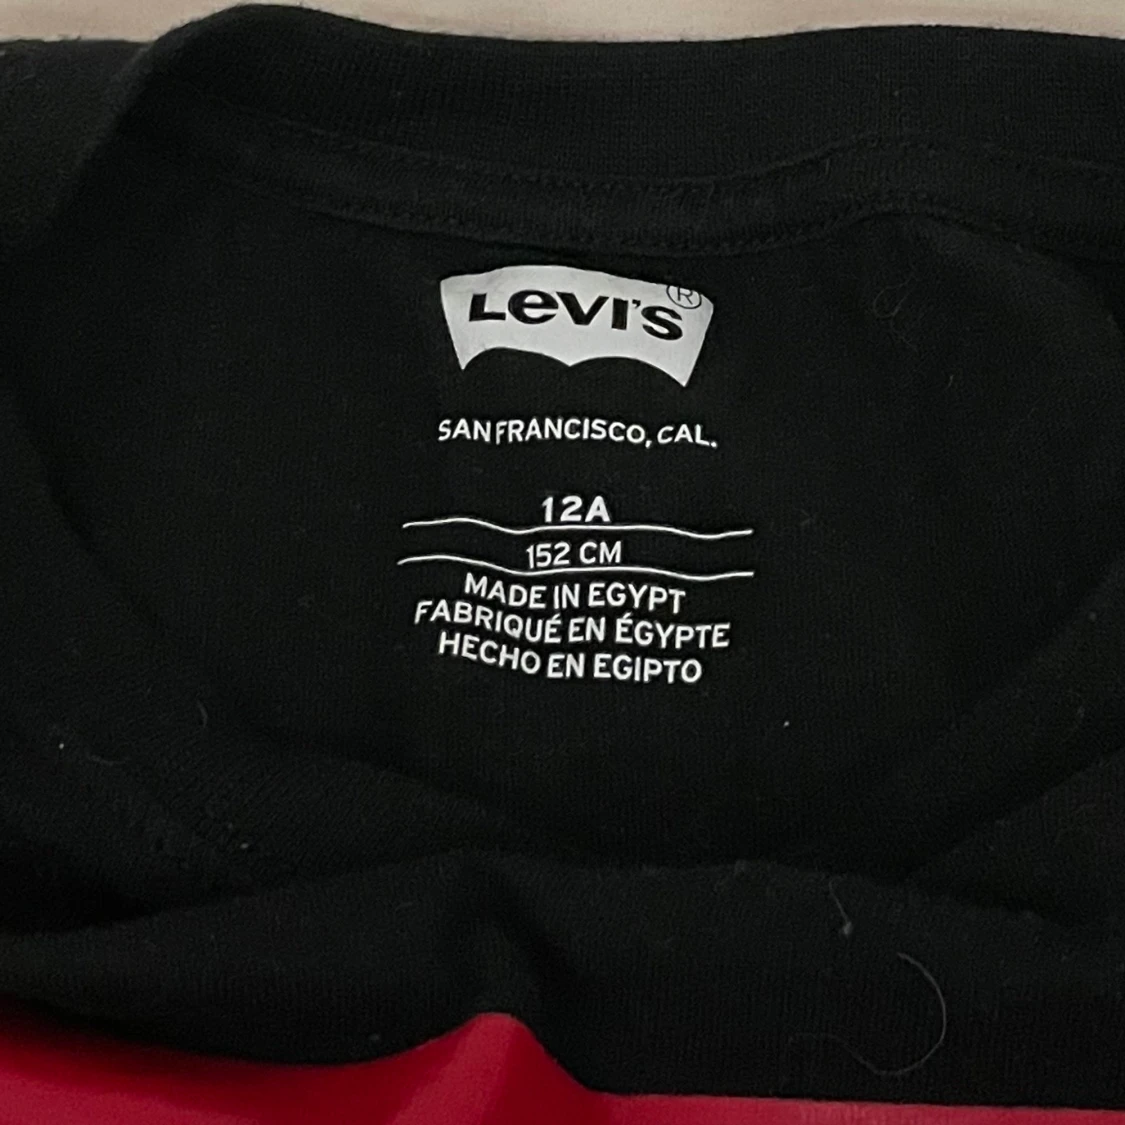 Levi's®
SAN FRANCISCO, CAL.
12A
152 CM
MADE IN EGYPT
FABRIQUÉ EN ÉGYPTE
HECHO EN EGIPTO